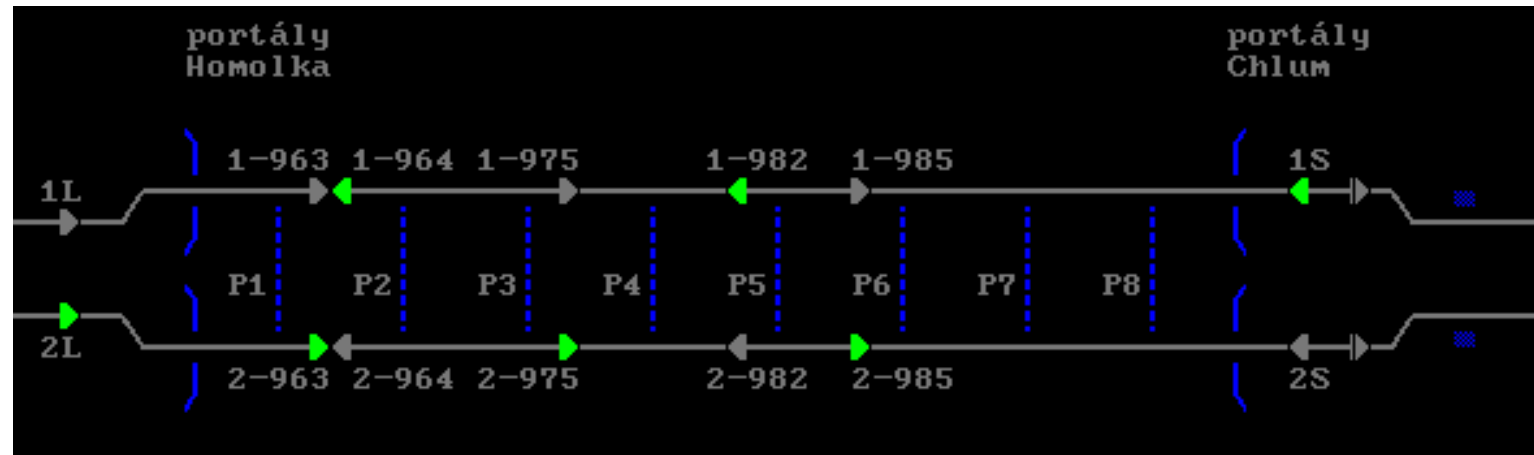 portály
Homolka
portály
Chlum
1-963 1-964 1-975 1-982 1-985 1S
1L
P1 P2 P3 P4 P5 P6 P7 P8
2L
2-963 2-964 2-975 2-982 2-985 2S